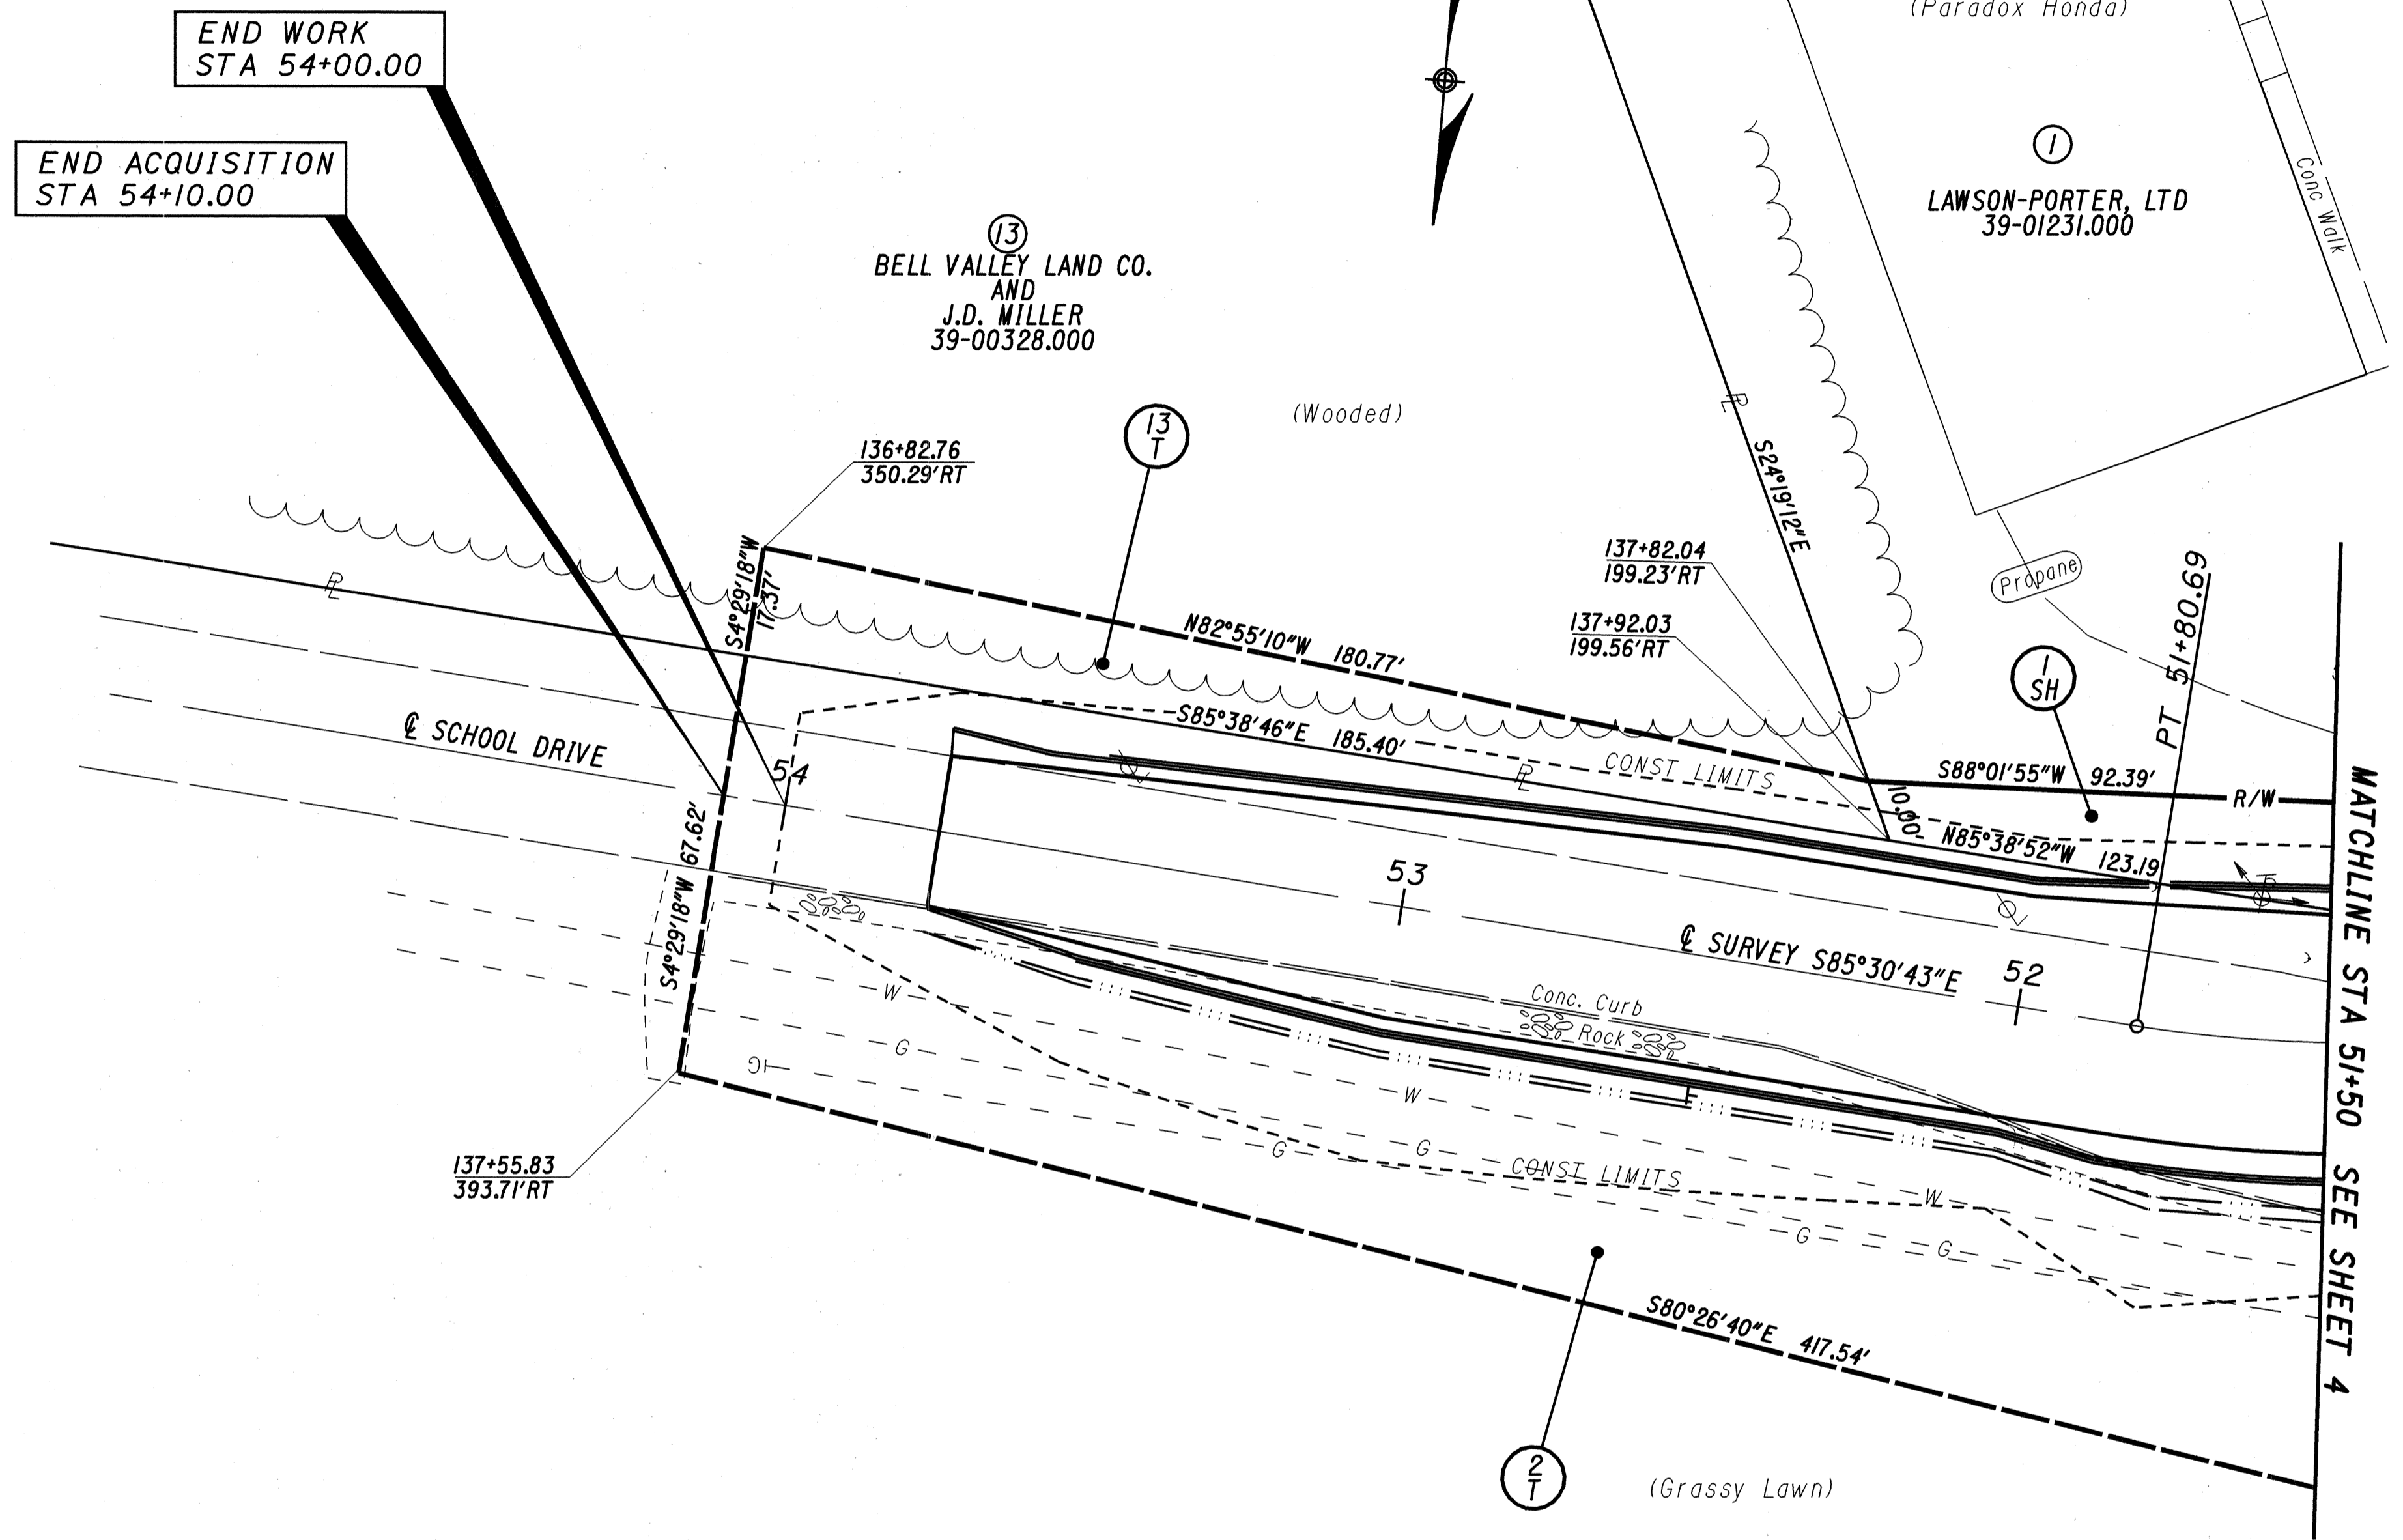 (Paradox Honda)
END WORK
STA 54+00.00
END ACQUISITION
STA 54+10.00
1
LAWSON-PORTER, LTD
39-01231.000
Conc Walk
13
BELL VALLEY LAND CO.
AND
J.D. MILLER
39-00328.000
(Wooded)
13
T
PL
S24°19'12"E
136+82.76
350.29'RT
137+82.04
199.23'RT
137+92.03
199.56'RT
Propane
PT 51+80.69
PL
S4°29'18"W
17.37'
N82°55'10"W 180.77'
1
SH
S85°38'46"E 185.40'
CONST LIMITS
PL
S88°01'55"W 92.39'
R/W
10.00'
N85°38'52"W 123.19
CL SCHOOL DRIVE
54
53
52
CL SURVEY S85°30'43"E
S4°29'18"W 67.62'
W
G
G
Conc. Curb
Rock
W
G
G
CONST LIMITS
W
G
G
137+55.83
393.71'RT
S80°26'40"E 417.54'
2
T
(Grassy Lawn)
MATCHLINE STA 51+50 SEE SHEET 4